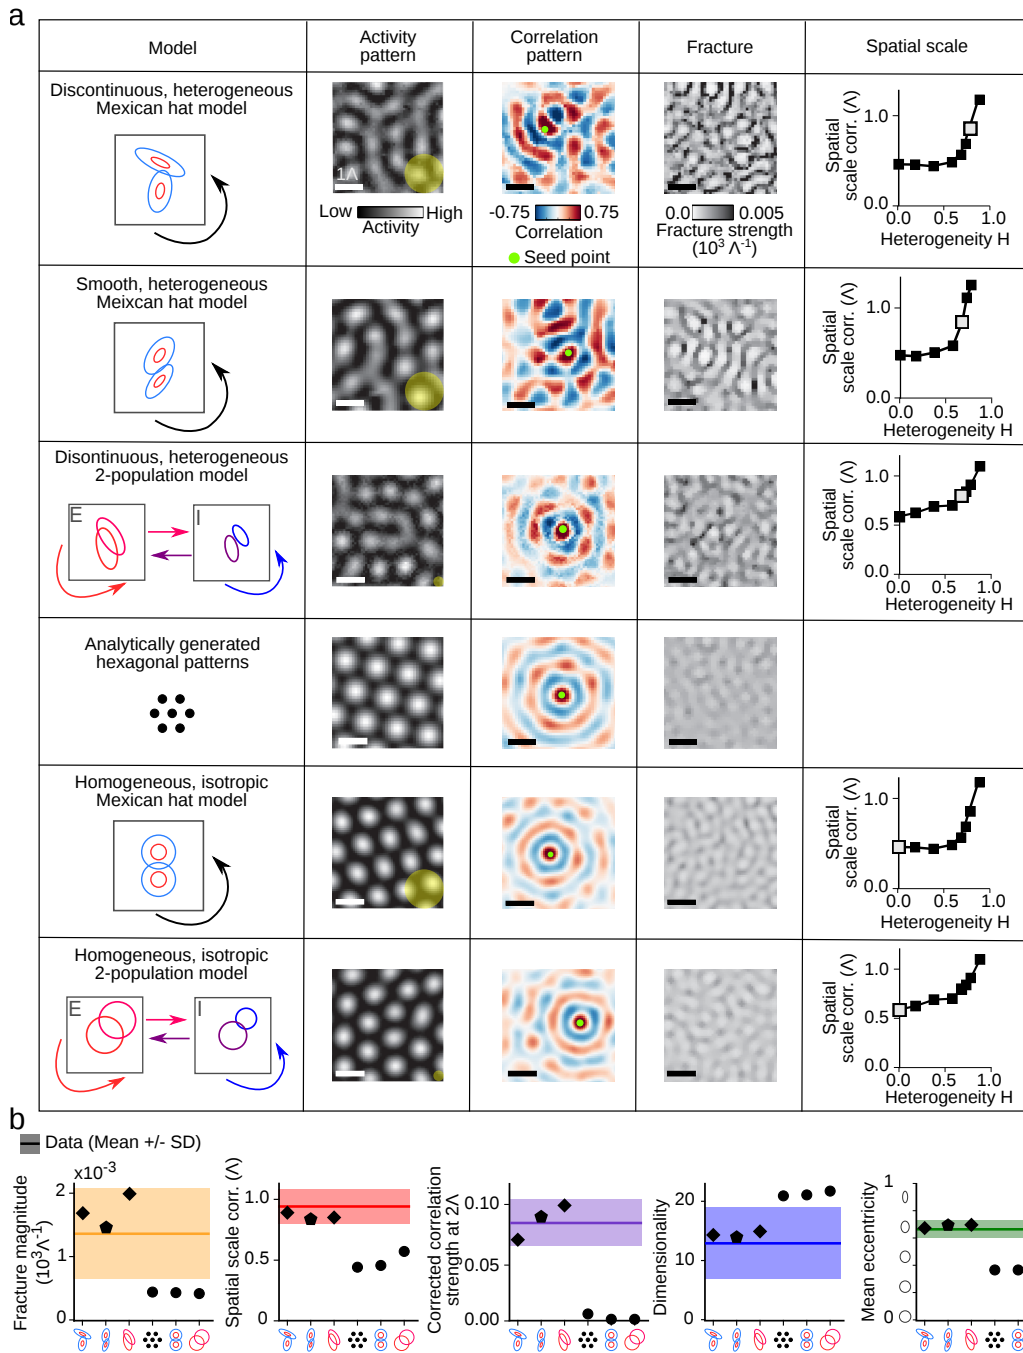 a
Model
Activity
pattern
Correlation
pattern
Fracture
Spatial scale
Discontinuous, heterogeneous
Mexican hat model
1Λ
Low
High
Activity
-0.75
0.75
Correlation
Seed point
0.0
0.005
Fracture strength
(10³ Λ⁻¹)
Spatial
scale corr. (Λ)
1.0
0.0
0.0
0.5
1.0
Heterogeneity H
Smooth, heterogeneous
Meixcan hat model
Spatial
scale corr. (Λ)
1.0
0.0
0.0
0.5
1.0
Heterogeneity H
Discontinuous, heterogeneous
2-population model
E
I
Spatial
scale corr. (Λ)
1.0
0.5
0.0
0.0
0.5
1.0
Heterogeneity H
Analytically generated
hexagonal patterns
Homogeneous, isotropic
Mexican hat model
Spatial
scale corr. (Λ)
1.0
0.0
0.0
0.5
1.0
Heterogeneity H
Homogeneous, isotropic
2-population model
E
I
Spatial
scale corr. (Λ)
1.0
0.5
0.0
0.0
0.5
1.0
Heterogeneity H
b
Data (Mean +/- SD)
Fracture magnitude
(10³Λ⁻¹)
x10⁻³
2
1
0
Spatial scale corr. (Λ)
1.0
0.5
0
Corrected correlation
strength at 2Λ
0.10
0.05
0.00
Dimensionality
20
10
0
Mean eccentricity
1
0